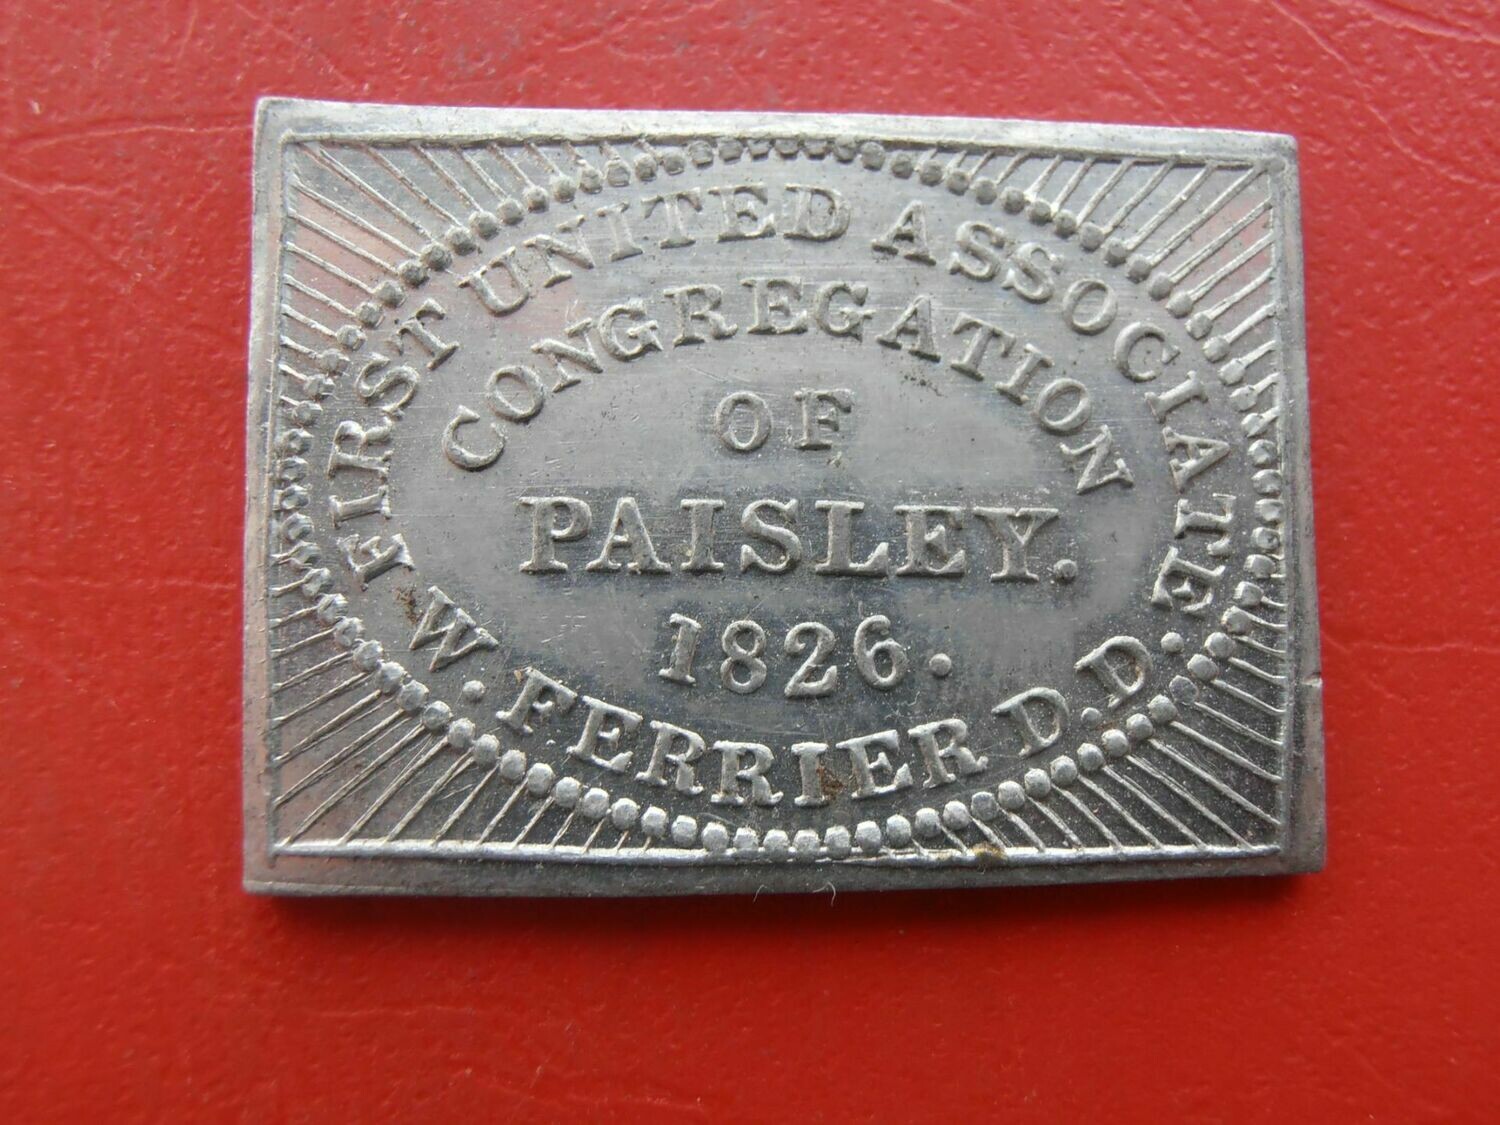 FIRST UNITED ASSOCIATE
CONGREGATION
OF
PAISLEY.
1826.
W. FERRIER D.D.